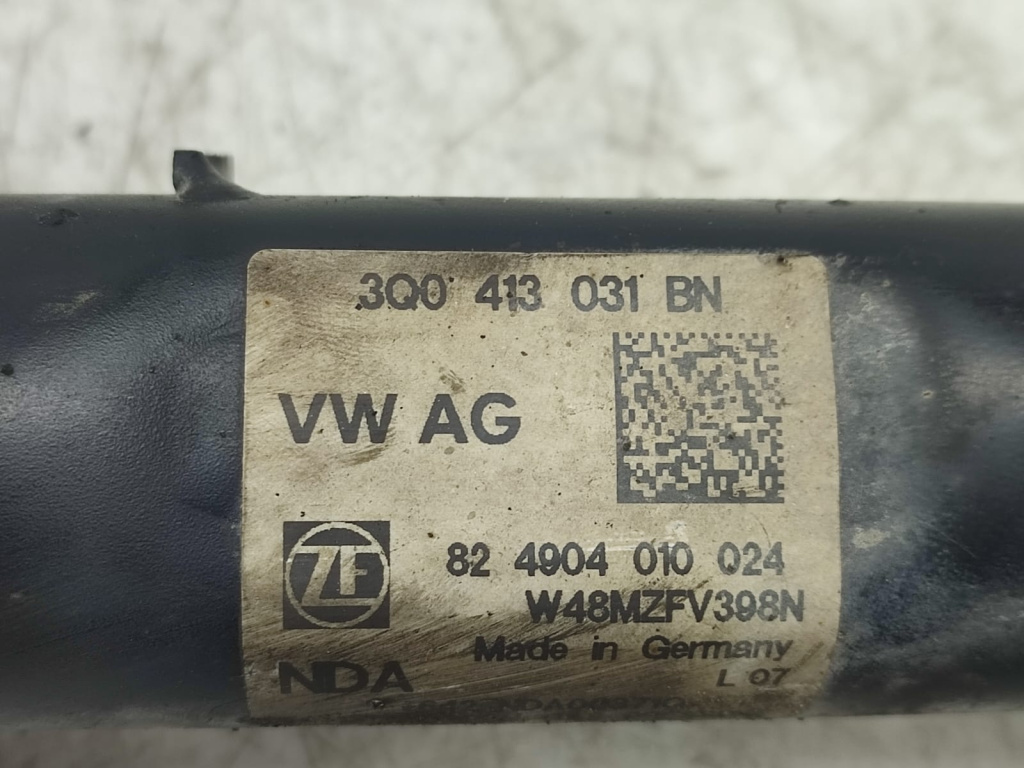 3Q0 413 031 BN
VW AG
ZF
82 4904 010 024
W48MZFV398N
Made in Germany
NDA
L 07